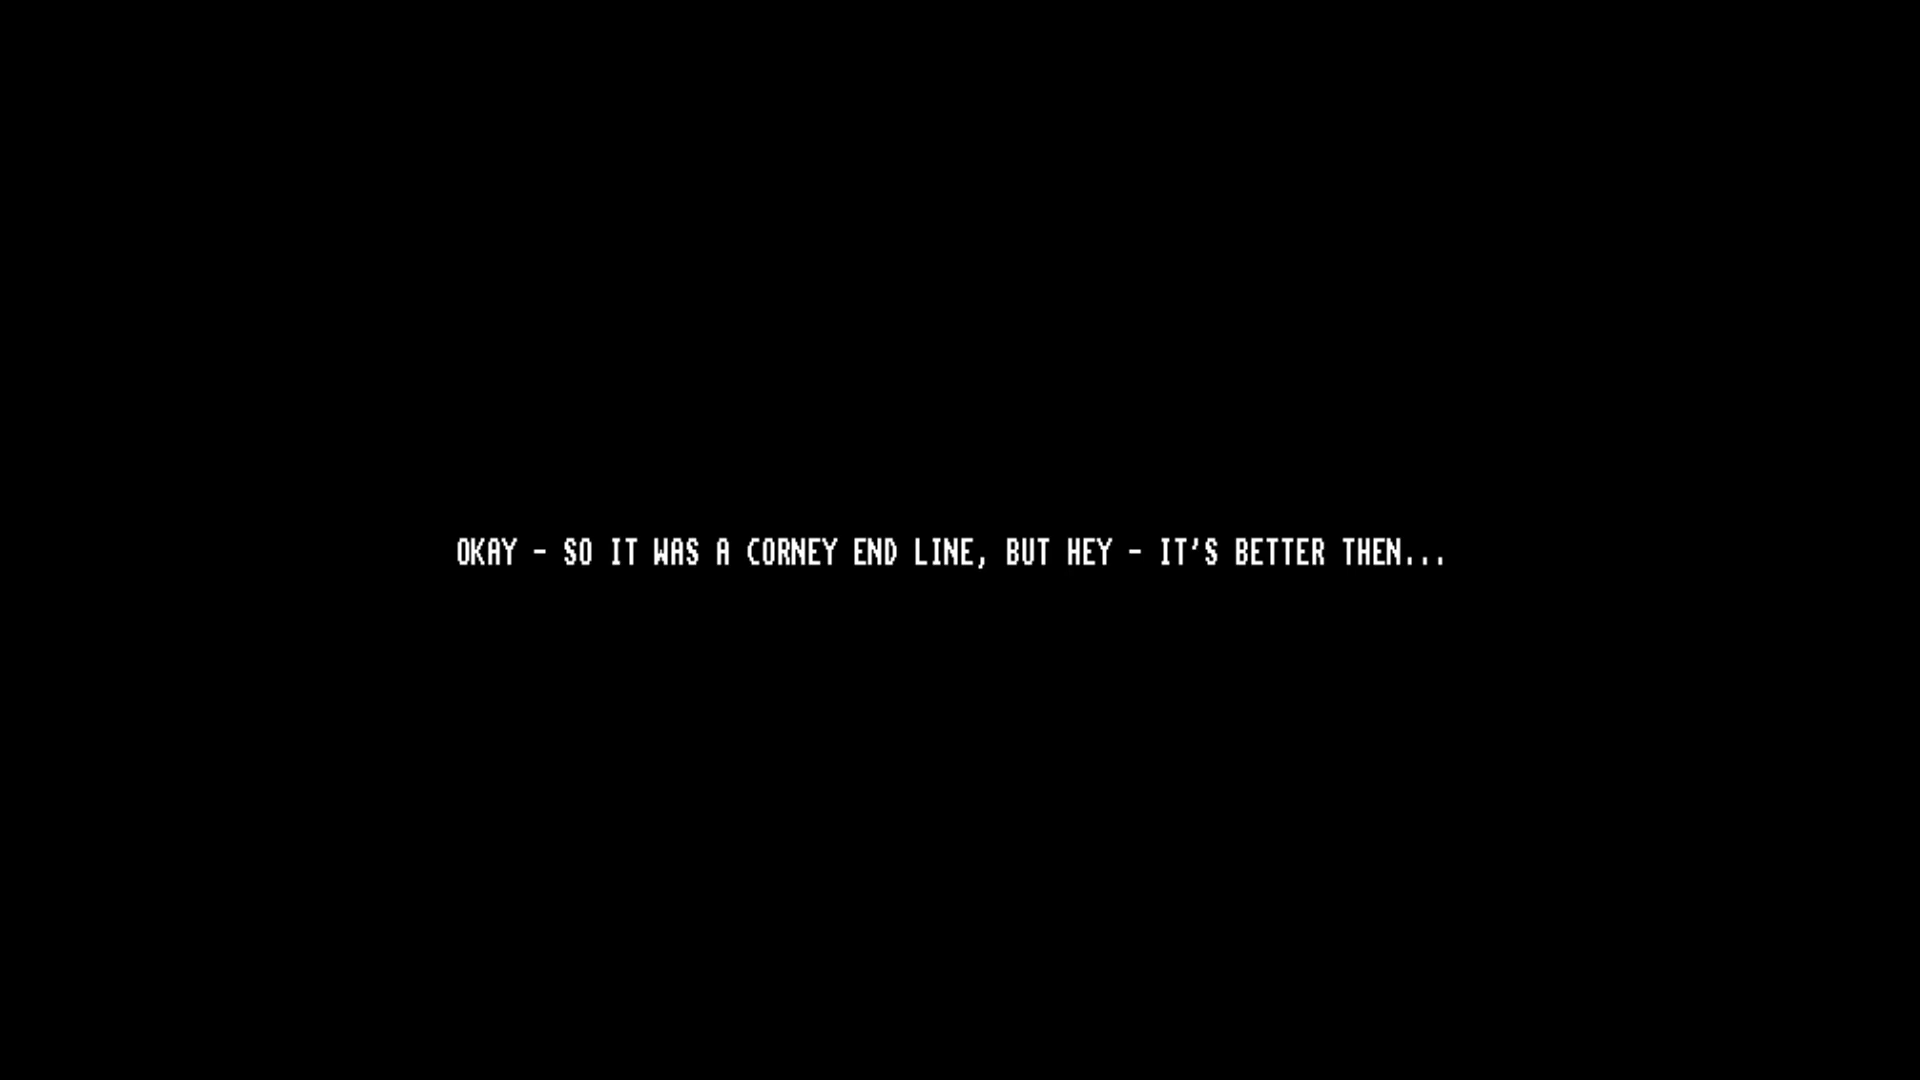 OKAY - SO IT WAS A CORNEY END LINE, BUT HEY - IT'S BETTER THEN...